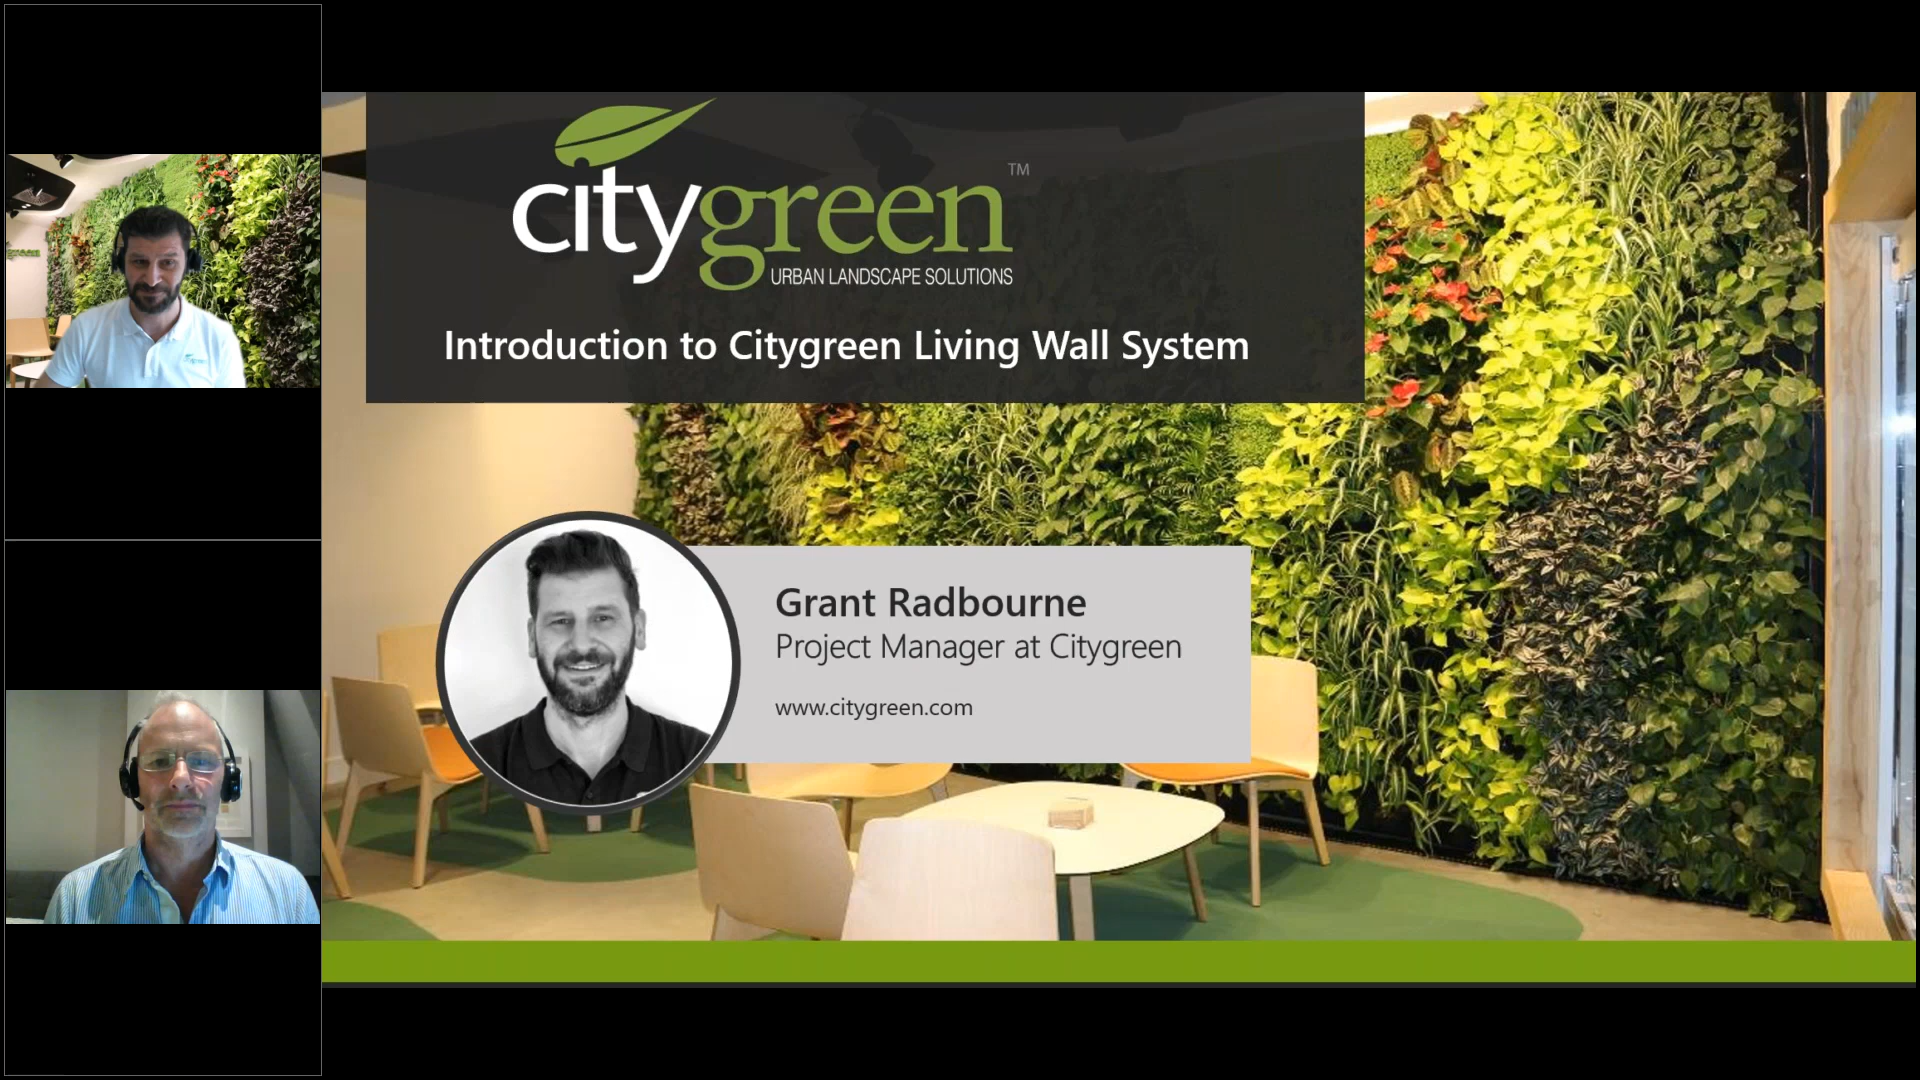 citygreen™
URBAN LANDSCAPE SOLUTIONS
Introduction to Citygreen Living Wall System
Grant Radbourne
Project Manager at Citygreen
www.citygreen.com